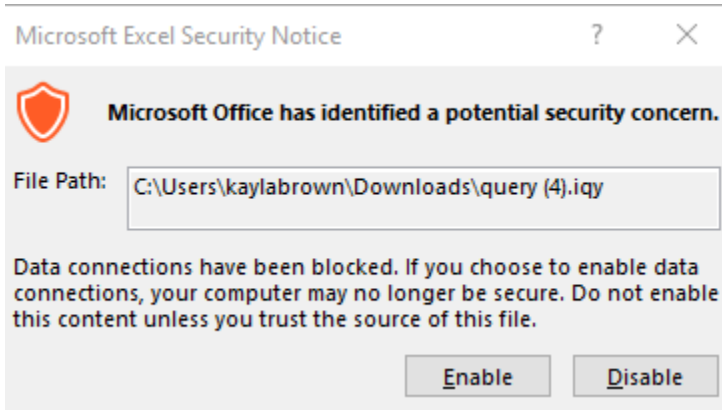 Microsoft Excel Security Notice ?
Microsoft Office has identified a potential security concern.
File Path: C:\Users\kaylabrown\Downloads\query (4).iqy
Data connections have been blocked. If you choose to enable data
connections, your computer may no longer be secure. Do not enable
this content unless you trust the source of this file.
Enable Disable